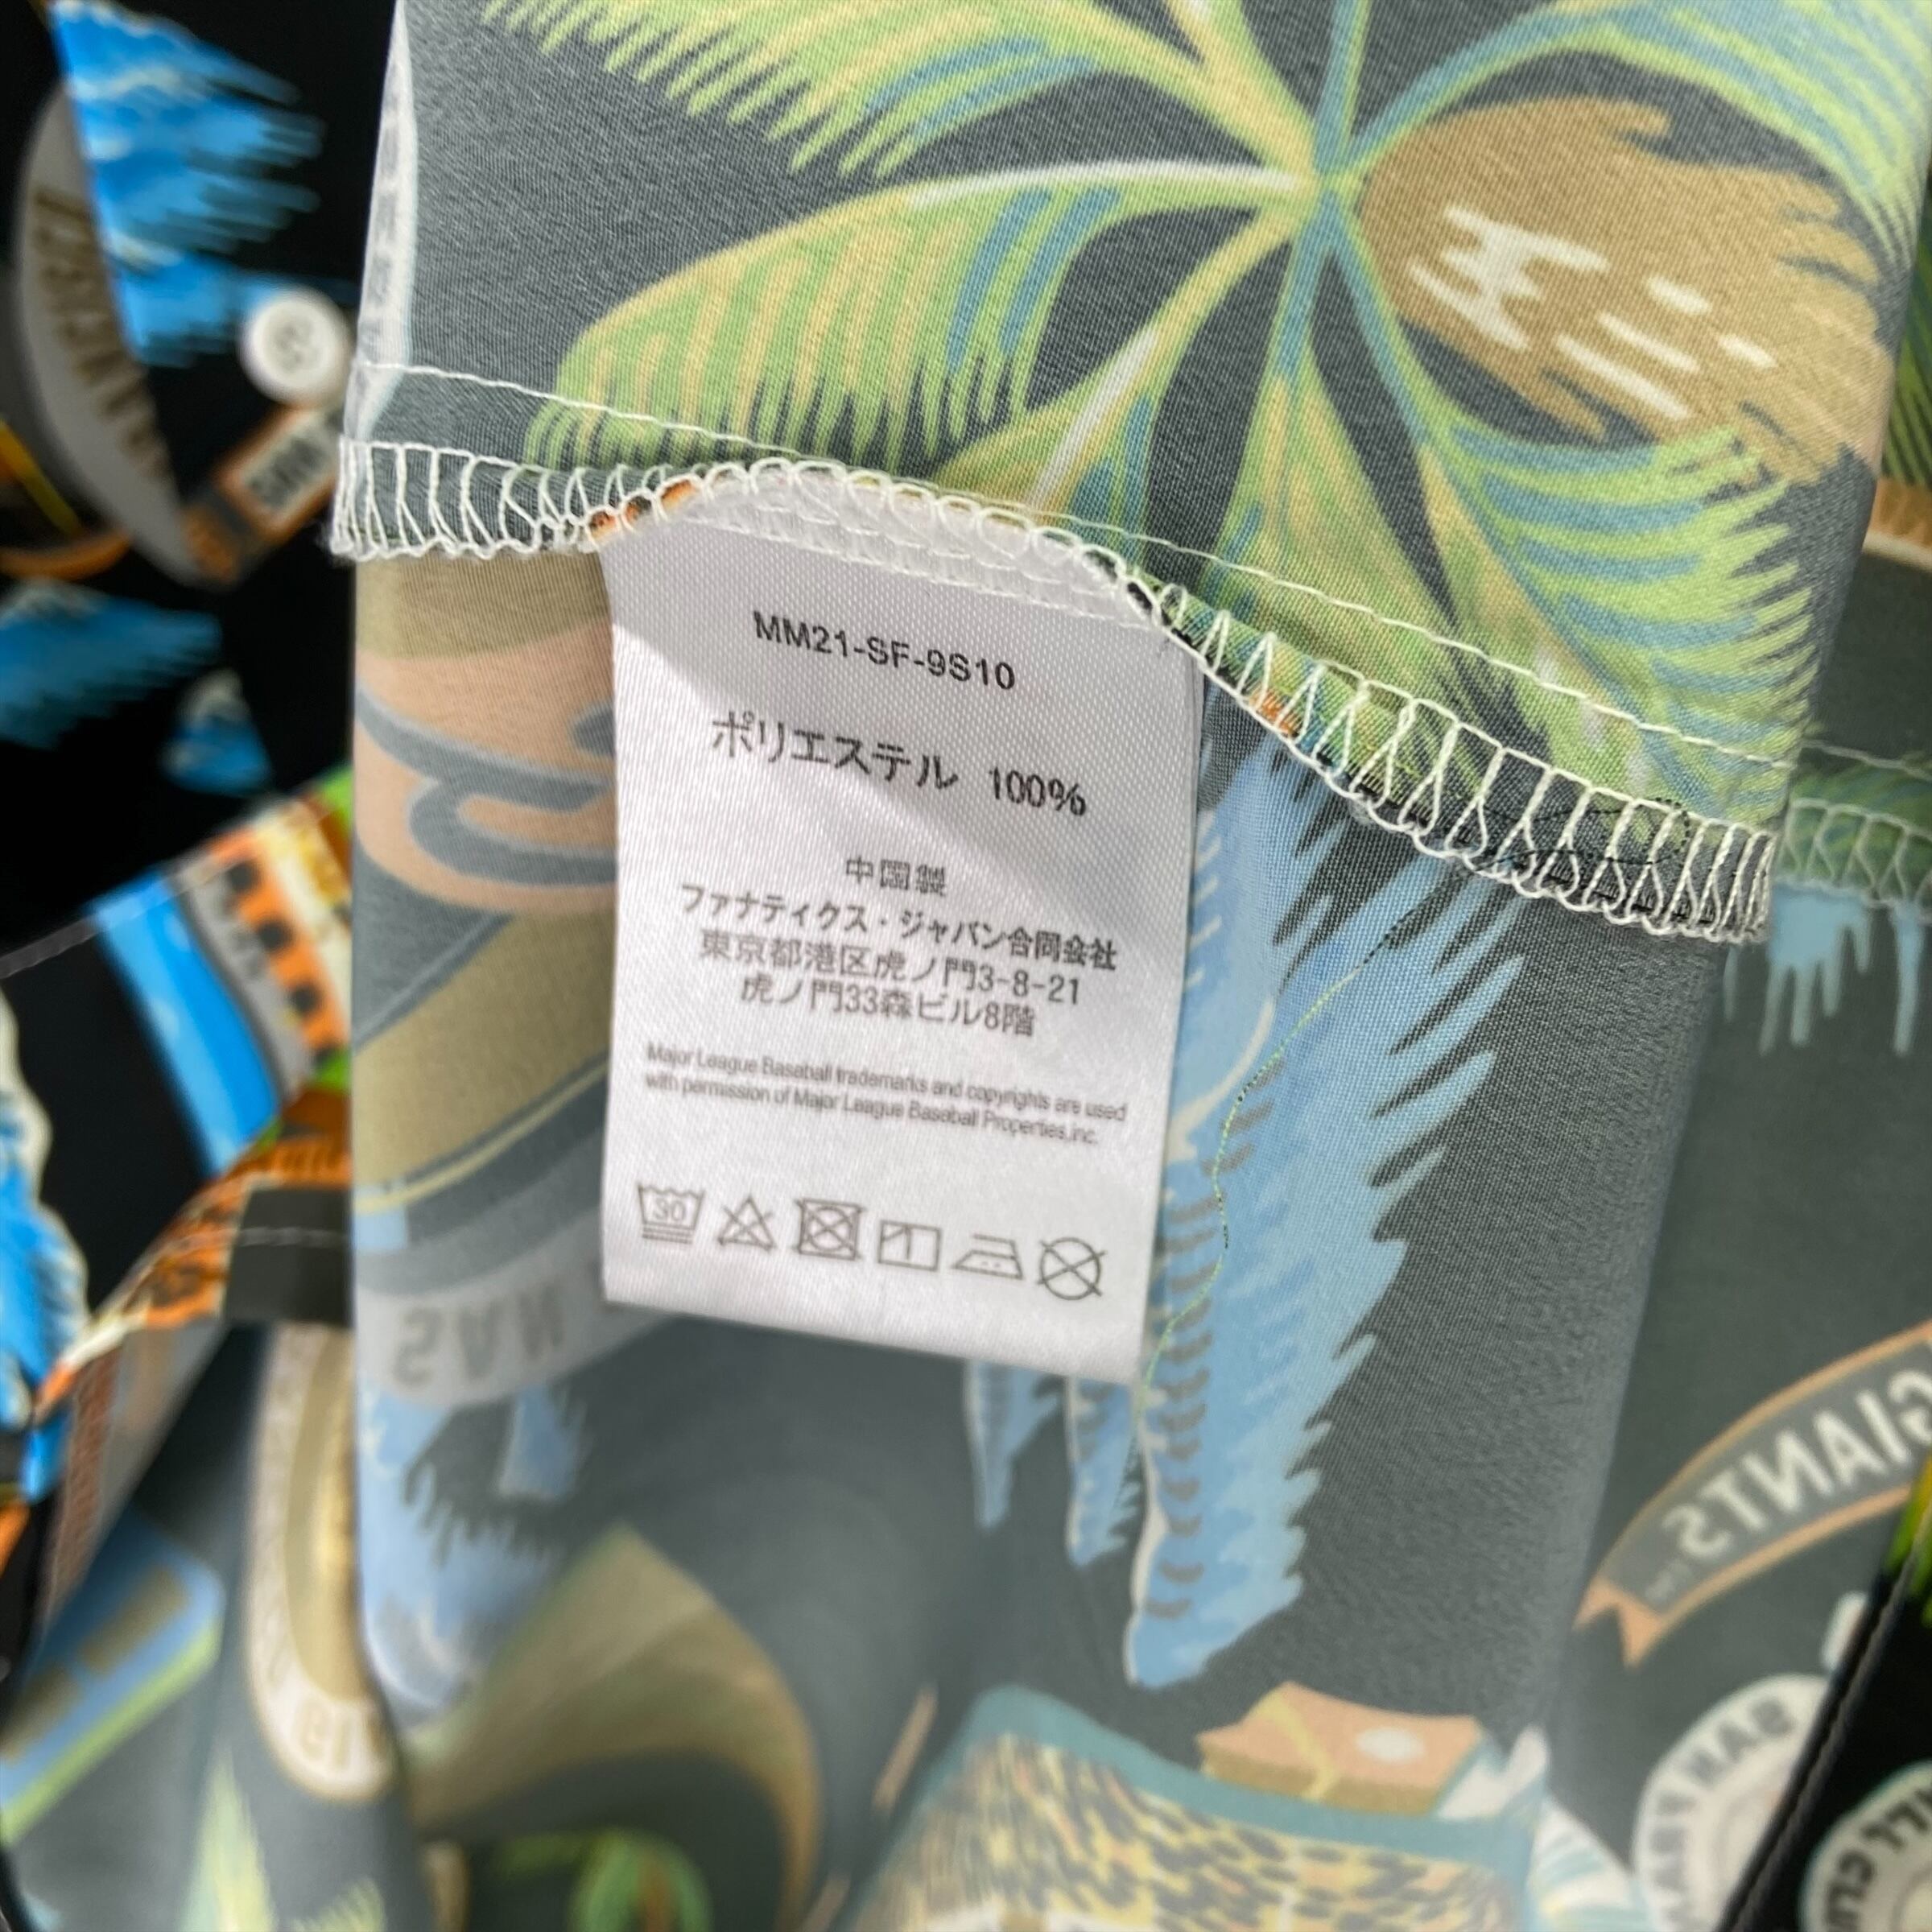 MM21-SF-9S10
ポリエステル 100%
中国製
ファナティクス・ジャパン合同会社
東京都港区虎ノ門3-8-21
虎ノ門33森ビル8階
Major League Baseball trademarks and copyrights are used
with permission of Major League Baseball Properties,inc.
30
GIANTS
SAN FRAN